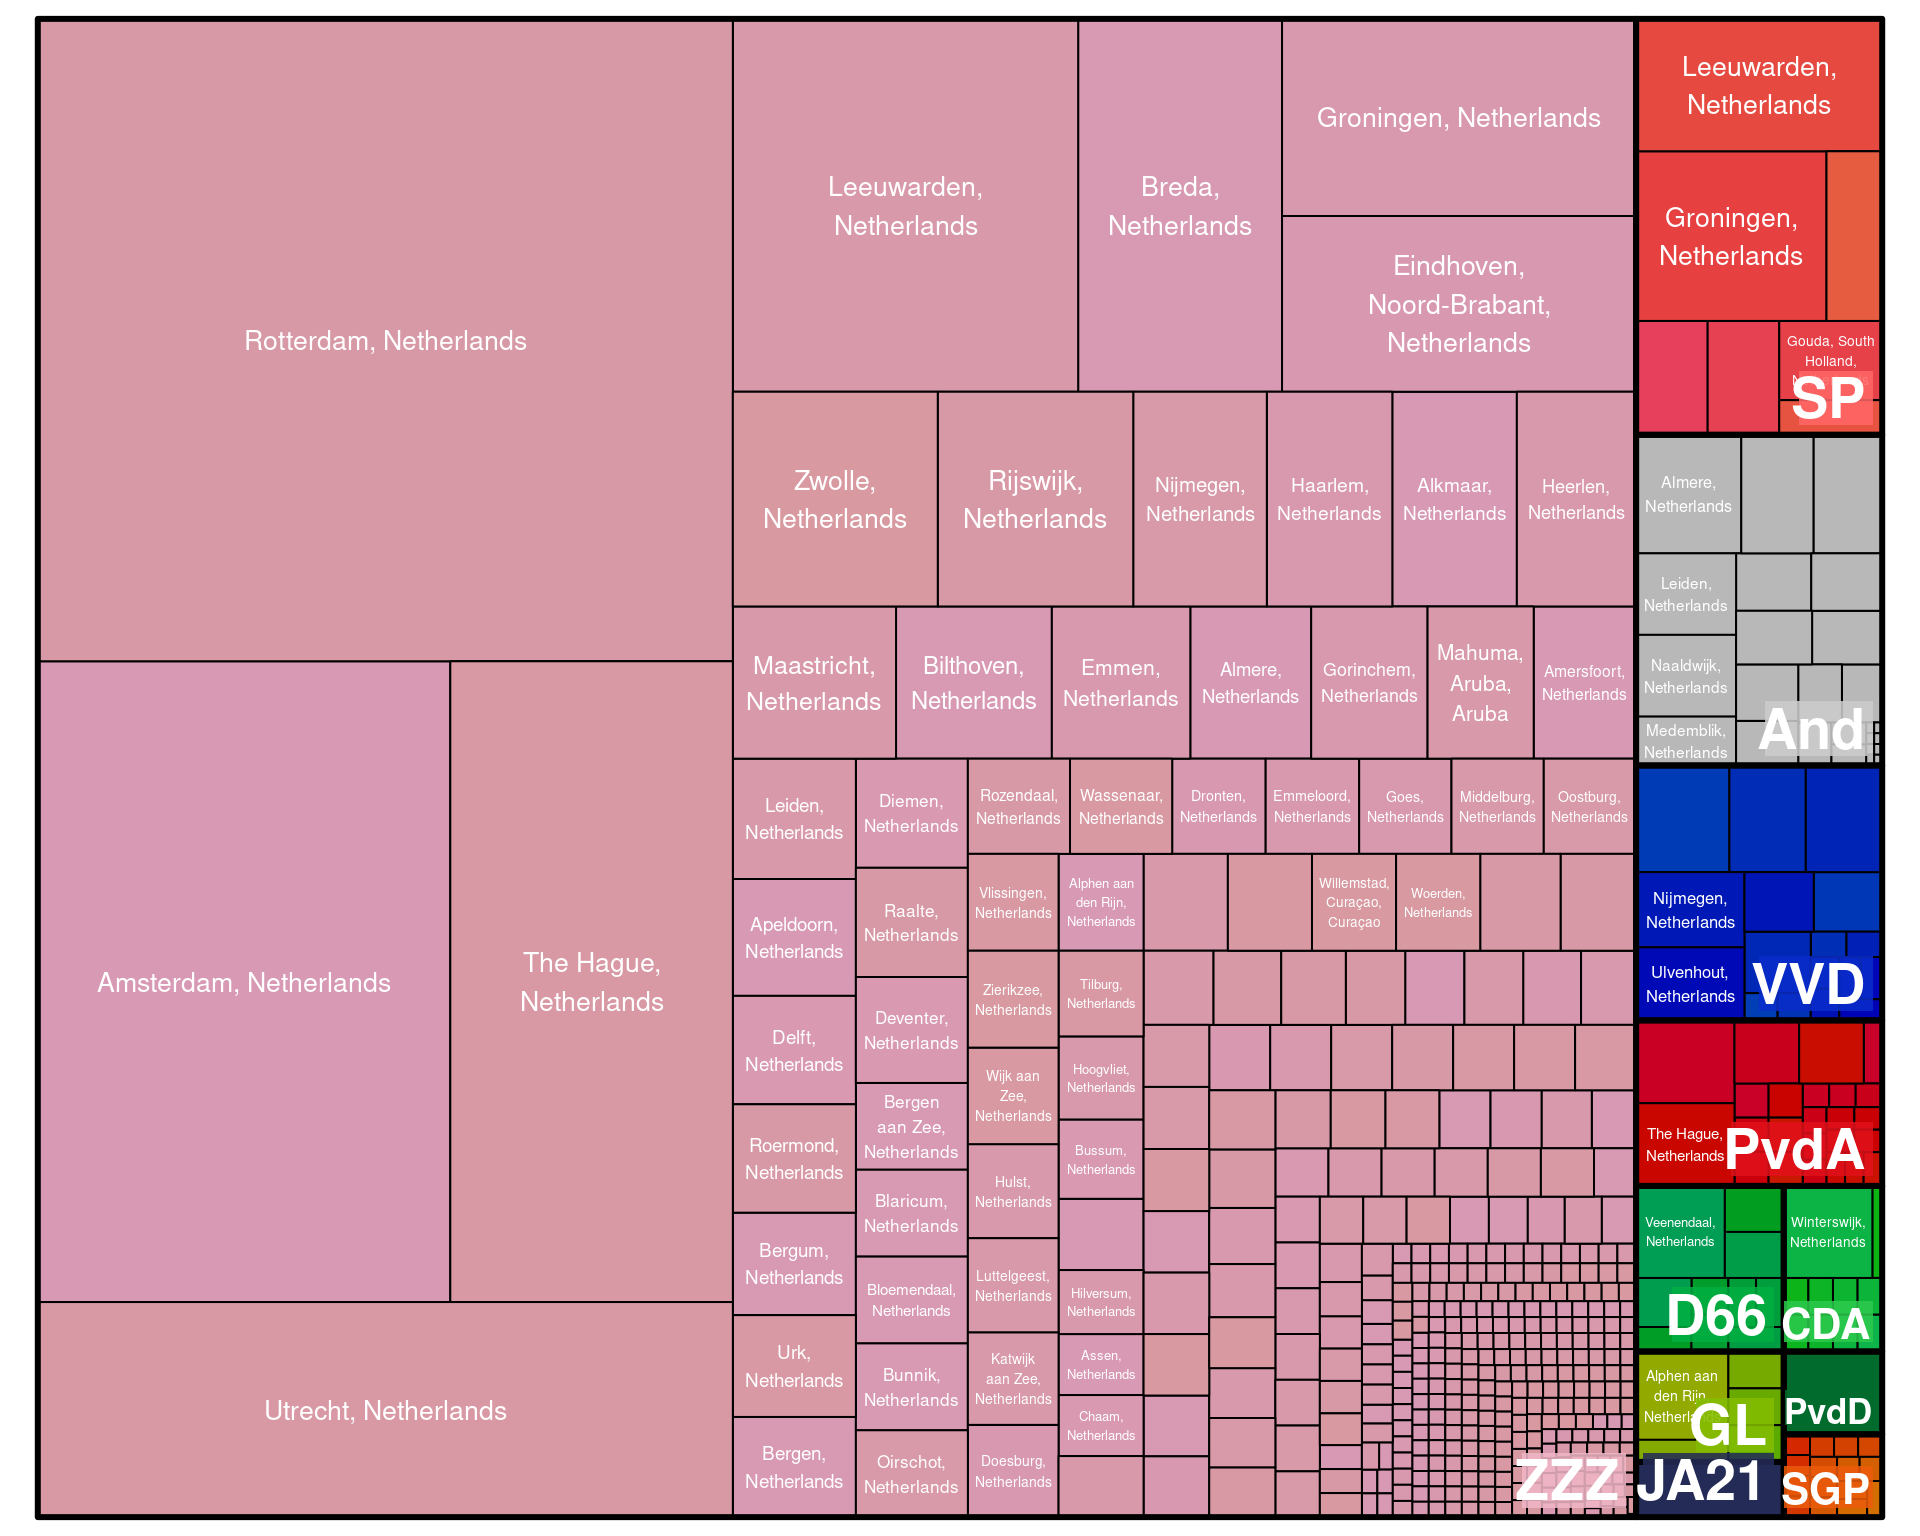 Rotterdam, Netherlands
Amsterdam, Netherlands
The Hague,
Netherlands
Utrecht, Netherlands
Leeuwarden,
Netherlands
Breda,
Netherlands
Groningen, Netherlands
Eindhoven,
Noord-Brabant,
Netherlands
Zwolle,
Netherlands
Rijswijk,
Netherlands
Nijmegen,
Netherlands
Haarlem,
Netherlands
Alkmaar,
Netherlands
Heerlen,
Netherlands
Maastricht,
Netherlands
Bilthoven,
Netherlands
Emmen,
Netherlands
Almere,
Netherlands
Gorinchem,
Netherlands
Mahuma,
Aruba,
Aruba
Amersfoort,
Netherlands
Leiden,
Netherlands
Apeldoorn,
Netherlands
Delft,
Netherlands
Roermond,
Netherlands
Bergum,
Netherlands
Urk,
Netherlands
Bergen,
Netherlands
Diemen,
Netherlands
Raalte,
Netherlands
Deventer,
Netherlands
Bergen
aan Zee,
Netherlands
Blaricum,
Netherlands
Bloemendaal,
Netherlands
Bunnik,
Netherlands
Oirschot,
Netherlands
Rozendaal,
Netherlands
Wassenaar,
Netherlands
Dronten,
Netherlands
Emmeloord,
Netherlands
Goes,
Netherlands
Middelburg,
Netherlands
Oostburg,
Netherlands
Vlissingen,
Netherlands
Zierikzee,
Netherlands
Wijk aan
Zee,
Netherlands
Hulst,
Netherlands
Luttelgeest,
Netherlands
Katwijk
aan Zee,
Netherlands
Doesburg,
Netherlands
Alphen aan
den Rijn,
Netherlands
Tilburg,
Netherlands
Hoogvliet,
Netherlands
Bussum,
Netherlands
Hilversum,
Netherlands
Assen,
Netherlands
Chaam,
Netherlands
Willemstad,
Curaçao,
Curaçao
Woerden,
Netherlands
ZZZ
Leeuwarden,
Netherlands
Groningen,
Netherlands
Gouda, South
Holland,
SP
Almere,
Netherlands
Leiden,
Netherlands
Naaldwijk,
Netherlands
Medemblik,
Netherlands
And
Nijmegen,
Netherlands
Ulvenhout,
Netherlands
VVD
The Hague,
Netherlands
PvdA
Veenendaal,
Netherlands
D66
Winterswijk,
Netherlands
CDA
Alphen aan
den Rijn
GL
PvdD
JA21
SGP